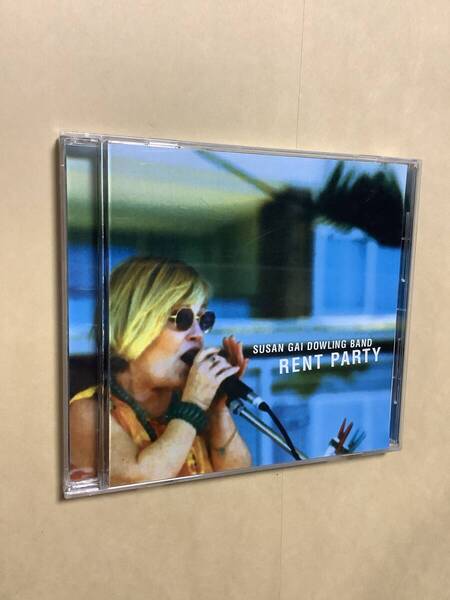 SUSAN GAI DOWLING BAND
RENT PARTY